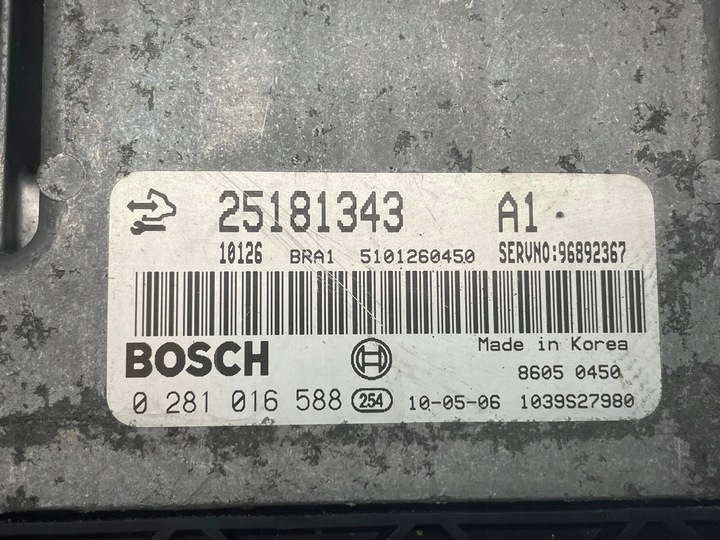 25181343 A1
10126 BRA1 5101260450 SERVNO:96892367
BOSCH Made in Korea
8605 0450
0 281 016 588 254 10-05-06 1039S27980